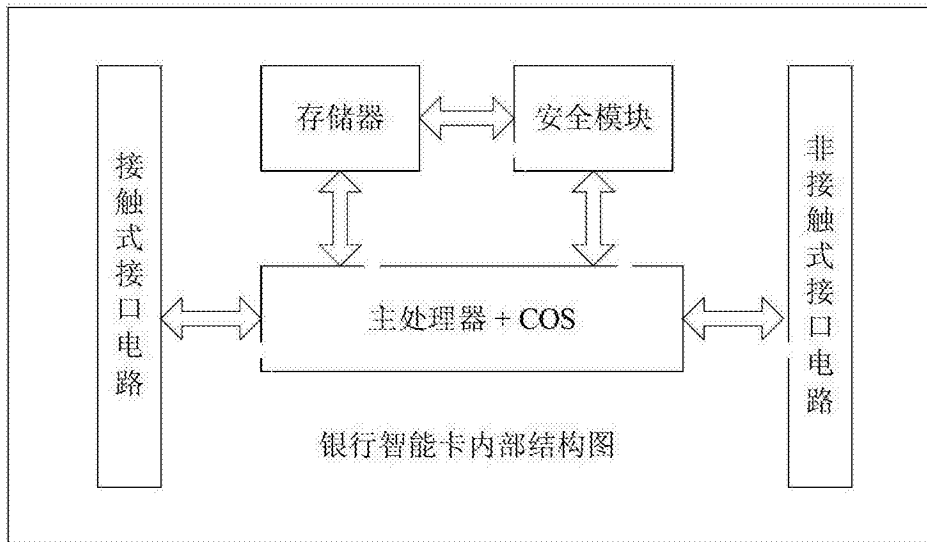 存储器
安全模块
接触式接口电路
非接触式接口电路
主处理器 + COS
银行智能卡内部结构图